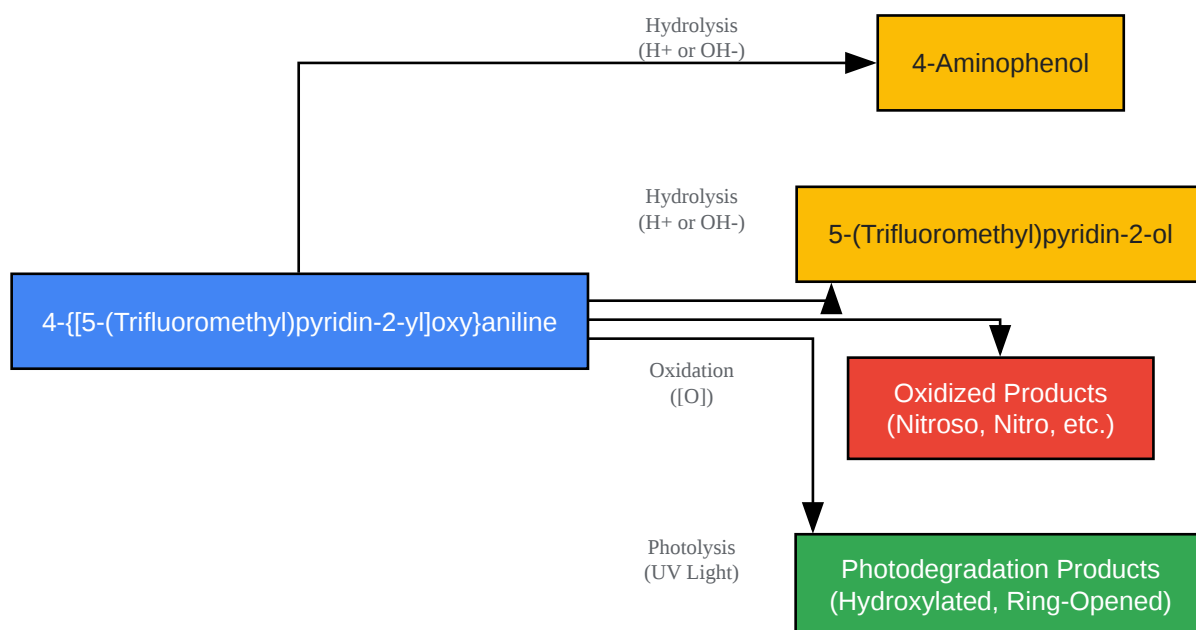 Hydrolysis
(H+ or OH-)
4-Aminophenol
Hydrolysis
(H+ or OH-)
5-(Trifluoromethyl)pyridin-2-ol
4-{[5-(Trifluoromethyl)pyridin-2-yl]oxy}aniline
Oxidation
([O])
Oxidized Products
(Nitroso, Nitro, etc.)
Photolysis
(UV Light)
Photodegradation Products
(Hydroxylated, Ring-Opened)